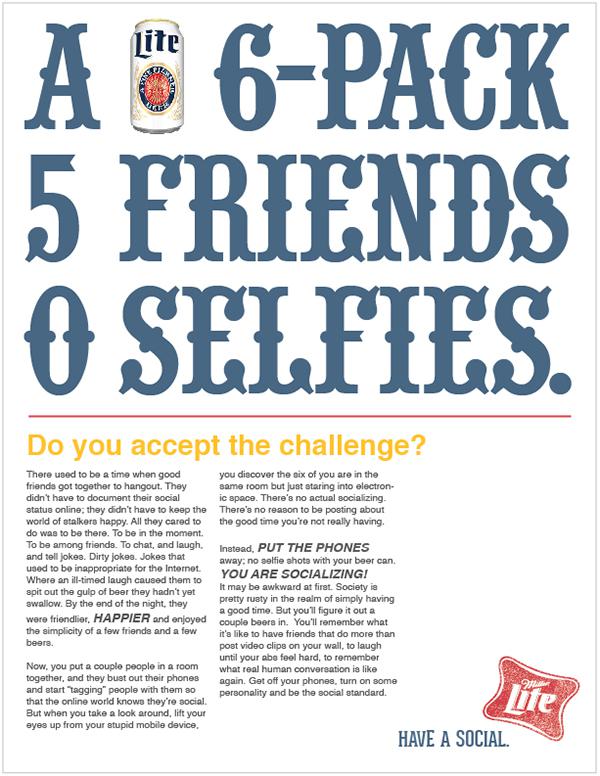 A Lite 6-PACK
A FINE PILSNER
BEER
5 FRIENDS
0 SELFIES.
Do you accept the challenge?
There used to be a time when good
friends got together to hangout. They
didn't have to document their social
status online; they didn't have to keep the
world of stalkers happy. All they cared to
do was to be there. To be in the moment.
To be among friends. To chat, and laugh,
and tell jokes. Dirty jokes. Jokes that
used to be inappropriate for the Internet.
Where an ill-timed laugh caused them to
spit out the gulp of beer they hadn't yet
swallow. By the end of the night, they
were friendlier, HAPPIER and enjoyed
the simplicity of a few friends and a few
beers.
Now, you put a couple people in a room
together, and they bust out their phones
and start "tagging" people with them so
that the online world knows they're social.
But when you take a look around, lift your
eyes up from your stupid mobile device,
you discover the six of you are in the
same room but just staring into electron-
ic space. There's no actual socializing.
There's no reason to be posting about
the good time you're not really having.
Instead, PUT THE PHONES
away; no selfie shots with your beer can.
YOU ARE SOCIALIZING!
It may be awkward at first. Society is
pretty rusty in the realm of simply having
a good time. But you'll figure it out a
couple beers in. You'll remember what
it's like to have friends that do more than
post video clips on your wall, to laugh
until your abs feel hard, to remember
what real human conversation is like
again. Get off your phones, turn on some
personality and be the social standard.
Miller
Lite
HAVE A SOCIAL.